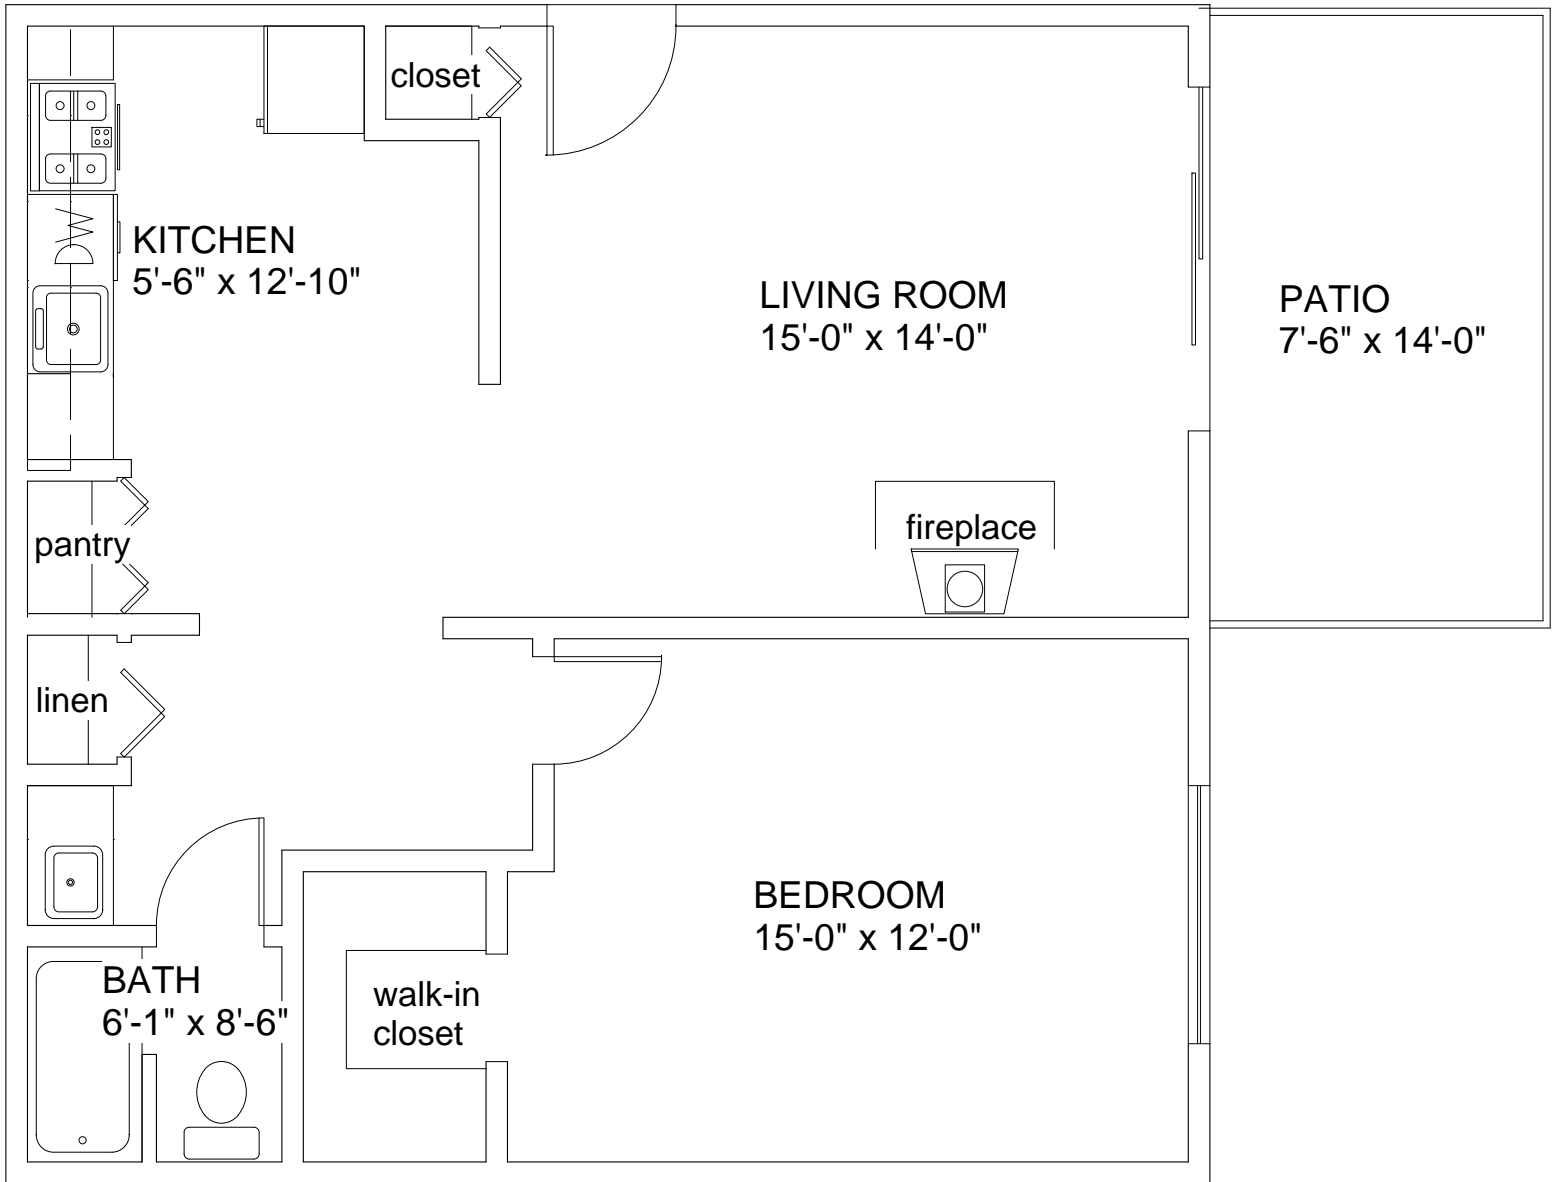 closet
KITCHEN
5'-6" x 12'-10"
LIVING ROOM
15'-0" x 14'-0"
PATIO
7'-6" x 14'-0"
fireplace
pantry
linen
BEDROOM
15'-0" x 12'-0"
BATH
6'-1" x 8'-6"
walk-in
closet